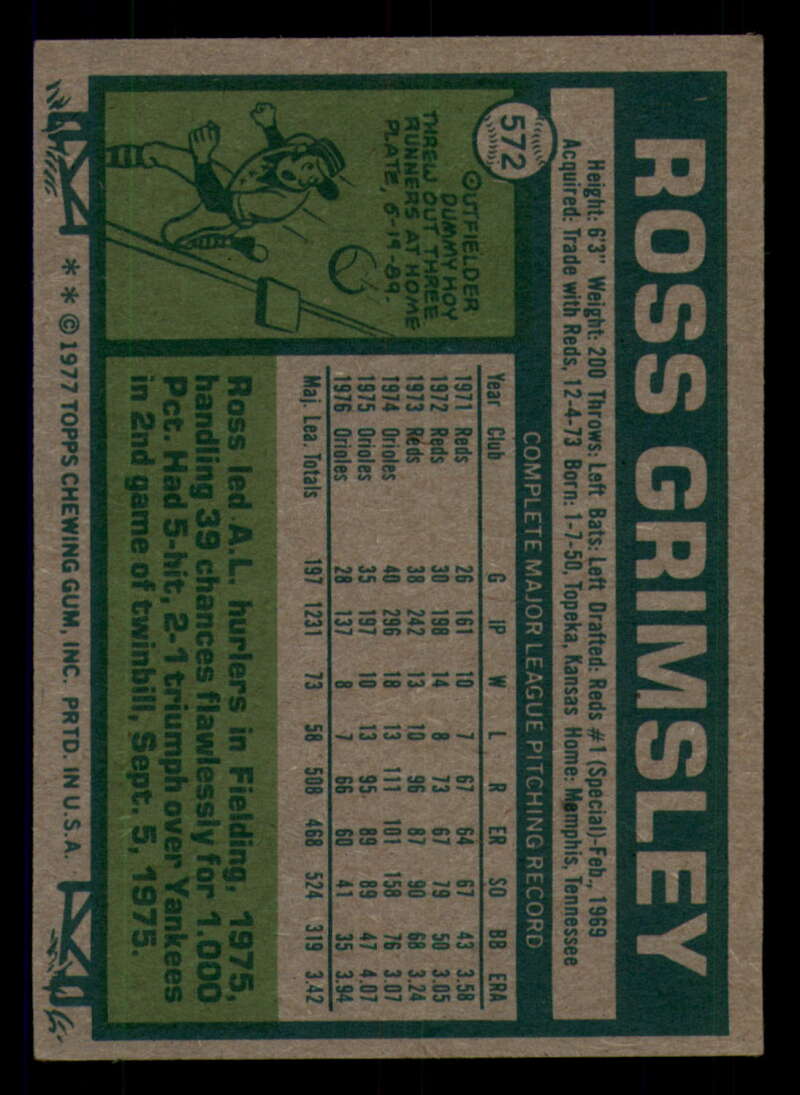 ROSS GRIMSLEY
572
Height: 6'3" Weight: 200 Throws: Left Bats: Left Drafted: Reds #1 (Special)-Feb., 1969
Acquired: Trade with Reds, 12-4-73 Born: 1-7-50, Topeka, Kansas Home: Memphis, Tennessee
COMPLETE MAJOR LEAGUE PITCHING RECORD
Year Club G IP W L R ER SO BB ERA
1971 Reds 26 161 10 7 67 64 67 43 3.58
1972 Reds 30 198 14 8 73 67 79 50 3.05
1973 Reds 38 242 13 10 96 87 90 68 3.24
1974 Orioles 40 296 18 13 111 101 158 76 3.07
1975 Orioles 35 197 10 13 95 89 89 47 4.07
1976 Orioles 28 137 8 7 66 60 41 35 3.94
Maj. Lea. Totals 197 1231 73 58 508 468 524 319 3.42
OUTFIELDER
DUMMY HOY
THREW OUT THREE
RUNNERS AT HOME
PLATE, 6-19-89.
Ross led A.L. hurlers in Fielding, 1975,
handling 39 chances flawlessly for 1.000
Pct. Had 5-hit, 2-1 triumph over Yankees
in 2nd game of twinbill, Sept. 5, 1975.
* * © 1977 TOPPS CHEWING GUM, INC. PRTD. IN U.S.A.